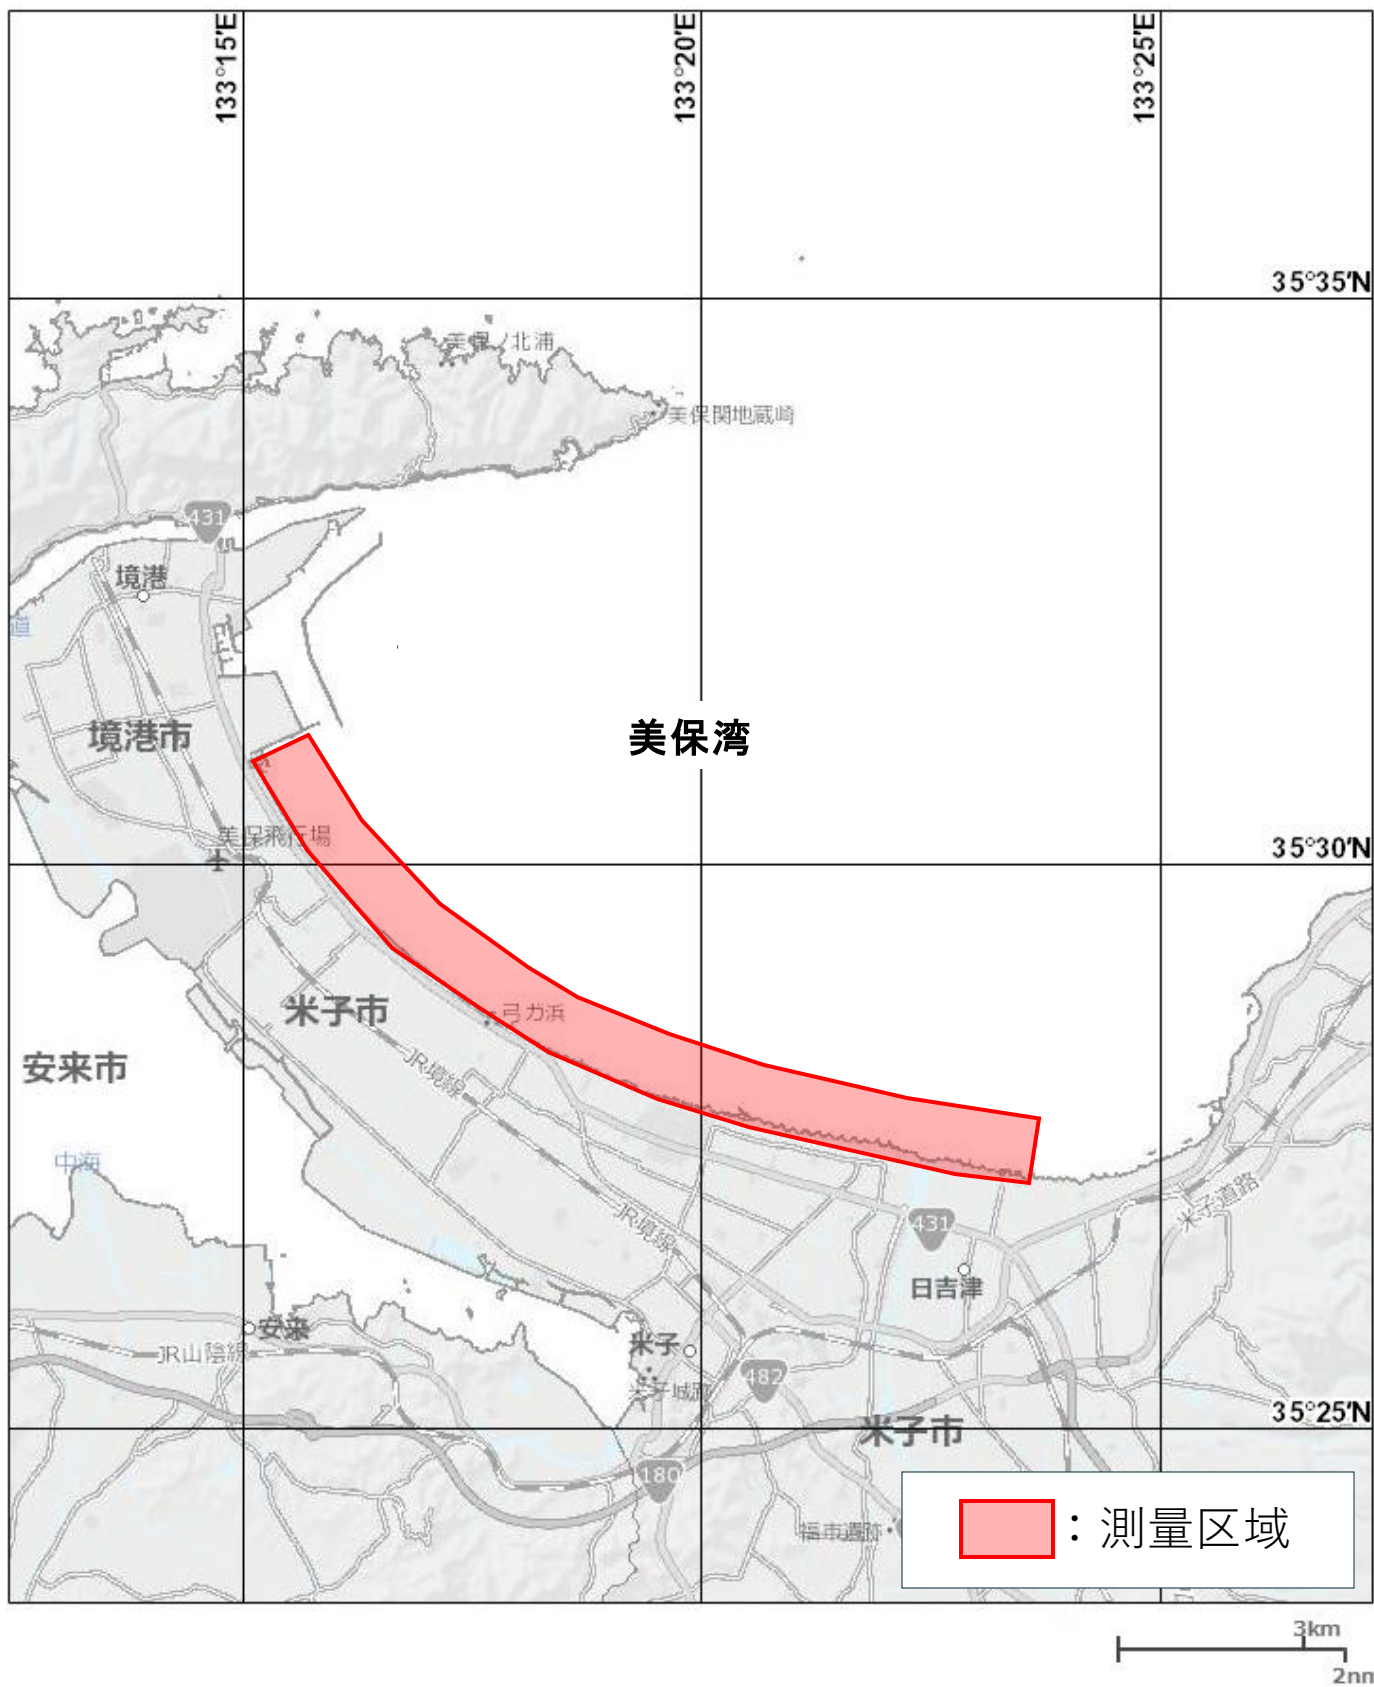 133°15'E
133°20'E
133°25'E
35°35'N
美保ノ北浦
美保関地蔵崎
431
境港
道
美保湾
境港市
美保飛行場
35°30'N
米子市
弓ガ浜
安来市
JR境線
中海
JR境線
米子道路
431
日吉津
安来
米子
JR山陰線
482
米子城跡
35°25'N
米子市
180
福市遺跡
：測量区域
3km
2nm